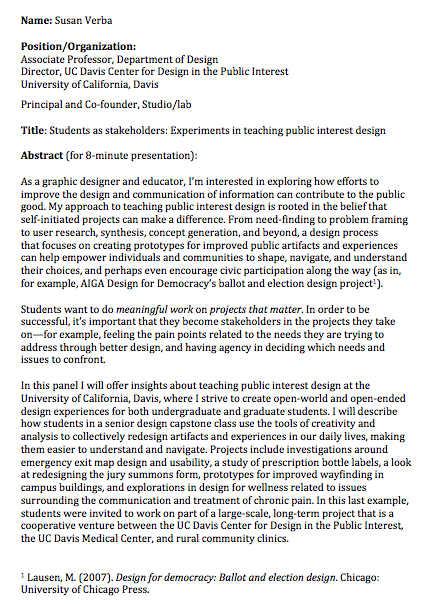 Name: Susan Verba
Position/Organization:
Associate Professor, Department of Design
Director, UC Davis Center for Design in the Public Interest
University of California, Davis
Principal and Co-founder, Studio/lab
Title: Students as stakeholders: Experiments in teaching public interest design
Abstract (for 8-minute presentation):
As a graphic designer and educator, I'm interested in exploring how efforts to
improve the design and communication of information can contribute to the public
good. My approach to teaching public interest design is rooted in the belief that
self-initiated projects can make a difference. From need-finding to problem framing
to user research, synthesis, concept generation, and beyond, a design process
that focuses on creating prototypes for improved public artifacts and experiences
can help empower individuals and communities to shape, navigate, and understand
their choices, and perhaps even encourage civic participation along the way (as in,
for example, AIGA Design for Democracy's ballot and election design project¹).
Students want to do meaningful work on projects that matter. In order to be
successful, it's important that they become stakeholders in the projects they take
on—for example, feeling the pain points related to the needs they are trying to
address through better design, and having agency in deciding which needs and
issues to confront.
In this panel I will offer insights about teaching public interest design at the
University of California, Davis, where I strive to create open-world and open-ended
design experiences for both undergraduate and graduate students. I will describe
how students in a senior design capstone class use the tools of creativity and
analysis to collectively redesign artifacts and experiences in our daily lives, making
them easier to understand and navigate. Projects include investigations around
emergency exit map design and usability, a study of prescription bottle labels, a look
at redesigning the jury summons form, prototypes for improved wayfinding in
campus buildings, and explorations in design for wellness related to issues
surrounding the communication and treatment of chronic pain. In this last example,
students were invited to work on part of a large-scale, long-term project that is a
cooperative venture between the UC Davis Center for Design in the Public Interest,
the UC Davis Medical Center, and rural community clinics.
¹ Lausen, M. (2007). Design for democracy: Ballot and election design. Chicago:
University of Chicago Press.